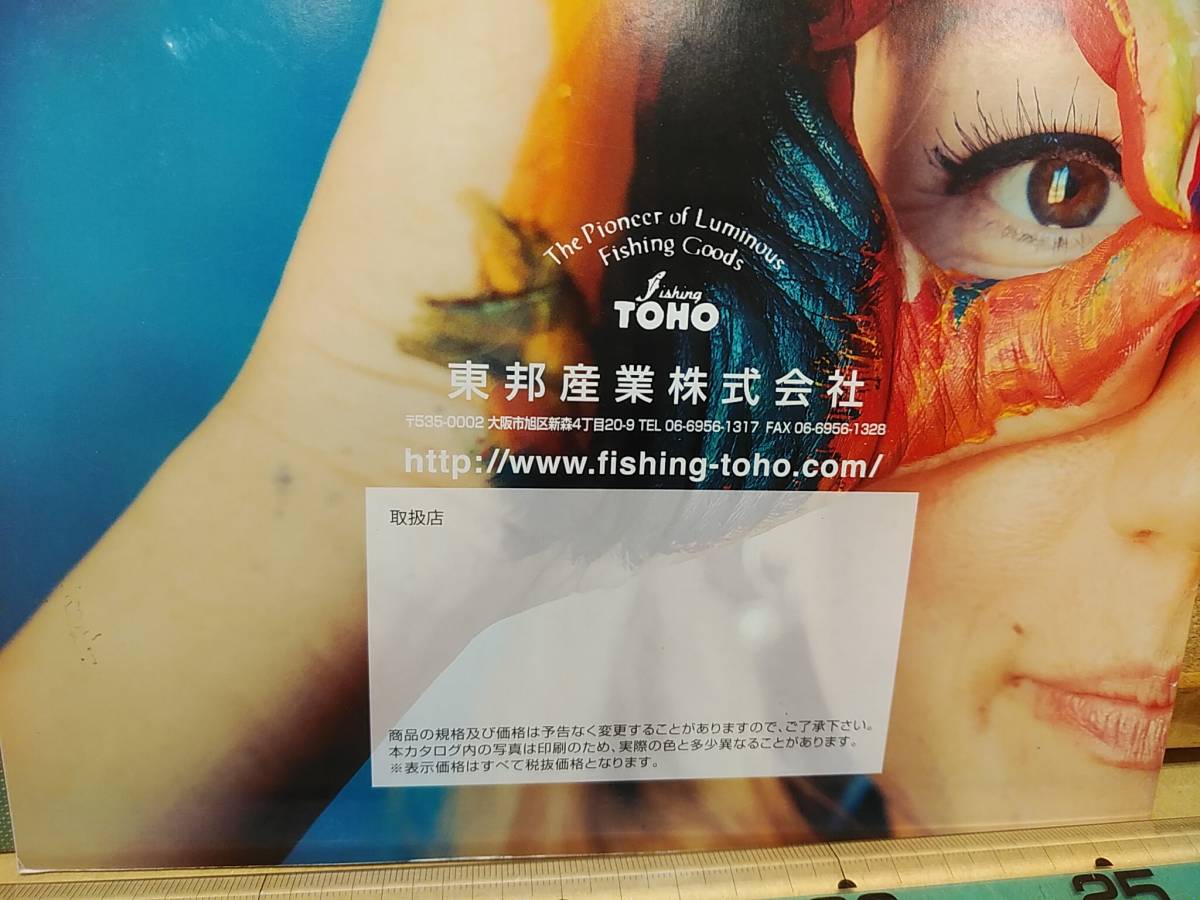 The Pioneer of Luminous
Fishing Goods
Fishing
TOHO
東邦産業株式会社
〒535-0002 大阪市旭区新森4丁目20-9 TEL 06-6956-1317 FAX 06-6956-1328
http://www.fishing-toho.com/
取扱店
商品の規格及び価格は予告なく変更することがありますので、ご了承下さい。
本カタログ内の写真は印刷のため、実際の色と多少異なることがあります。
※表示価格はすべて税抜価格となります。
25